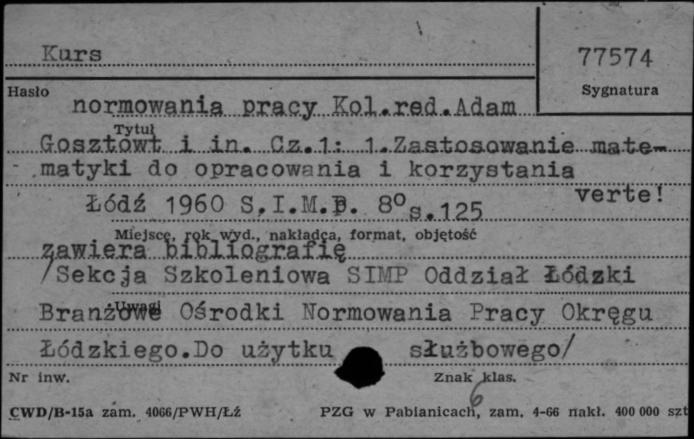 Kurs
77574
Hasło
Sygnatura
normowania pracy Kol.red.Adam
Tytuł
Gosztowt i in. Cz.1: 1.Zastosowanie mate-
matyki do opracowania i korzystania
verte!
Łódź 1960 S.I.M.P. 8° s.125
Miejsce, rok wyd., nakładca, format, objętość
zawiera bibliografię
/Sekcja Szkoleniowa SIMP Oddział Łódzki
Uwagi
Branżowe Ośrodki Normowania Pracy Okręgu
Łódzkiego.Do użytku służbowego/
Nr inw.
Znak klas.
6
CWD/B-15a zam. 4066/PWH/Łź
PZG w Pabianicach, zam. 4-66 nakł. 400 000 szt